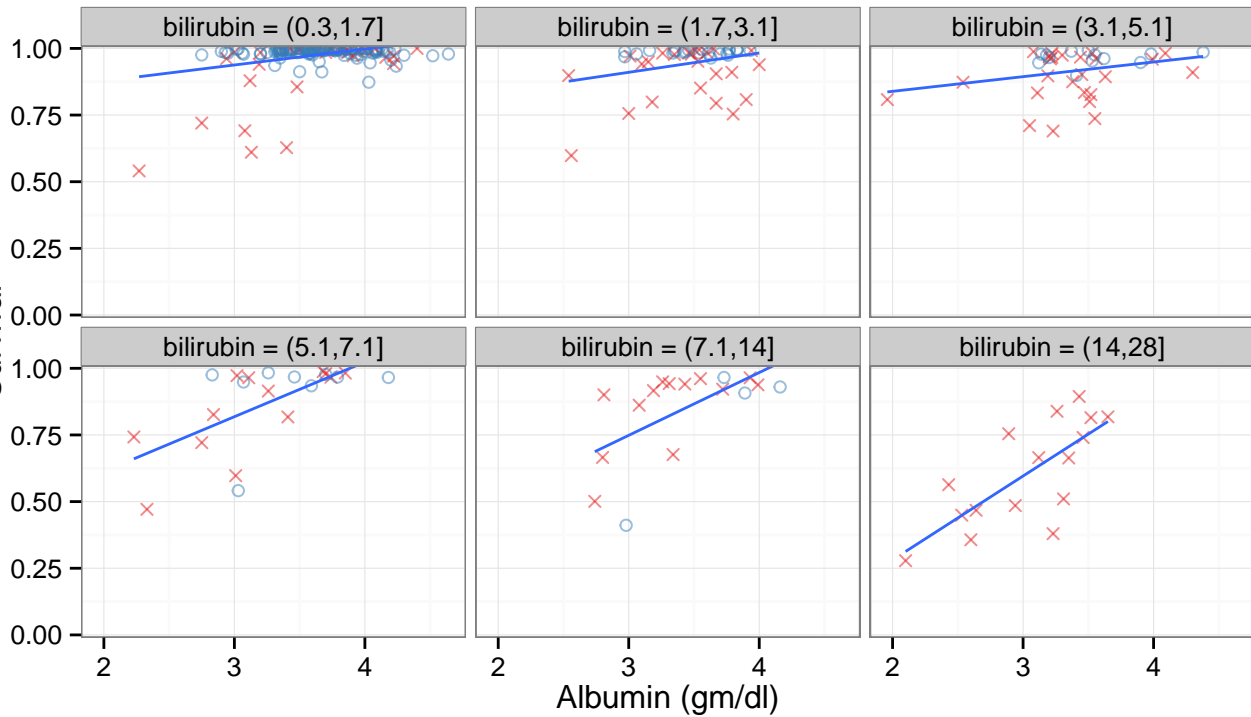 bilirubin = (0.3,1.7] bilirubin = (1.7,3.1] bilirubin = (3.1,5.1]
1.00
0.75
0.50
0.25
0.00
bilirubin = (5.1,7.1] bilirubin = (7.1,14] bilirubin = (14,28]
1.00
0.75
0.50
0.25
0.00
2 3 4 2 3 4 2 3 4
Albumin (gm/dl)